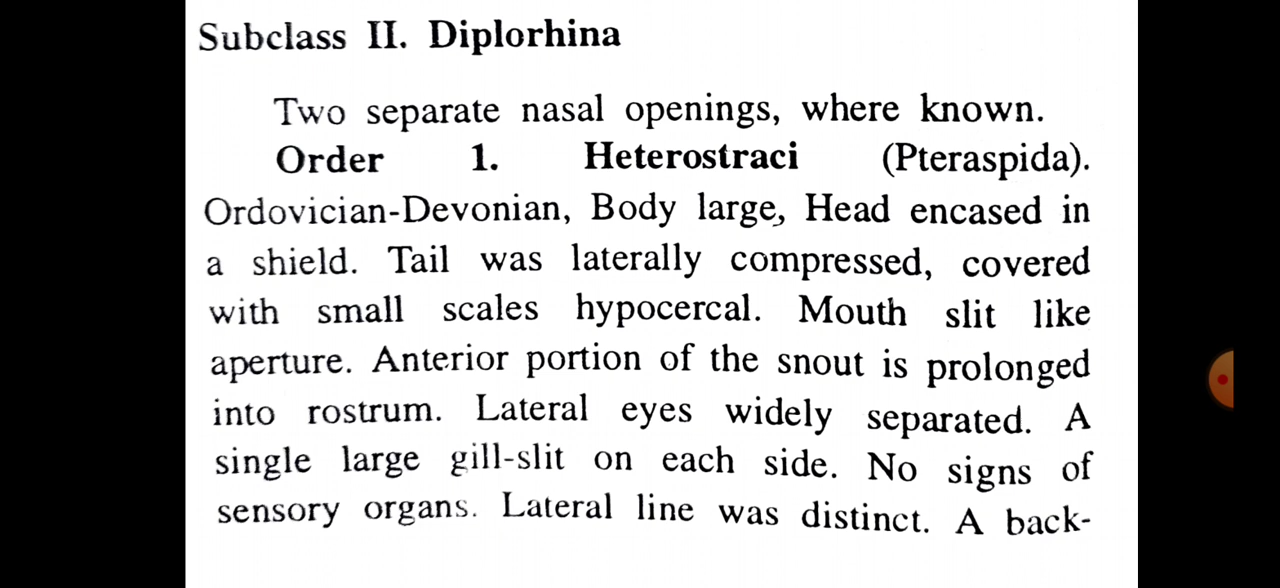 Subclass II. Diplorhina
Two separate nasal openings, where known.
Order 1. Heterostraci (Pteraspida).
Ordovician-Devonian, Body large, Head encased in
a shield. Tail was laterally compressed, covered
with small scales hypocercal. Mouth slit like
aperture. Anterior portion of the snout is prolonged
into rostrum. Lateral eyes widely separated. A
single large gill-slit on each side. No signs of
sensory organs. Lateral line was distinct. A back-